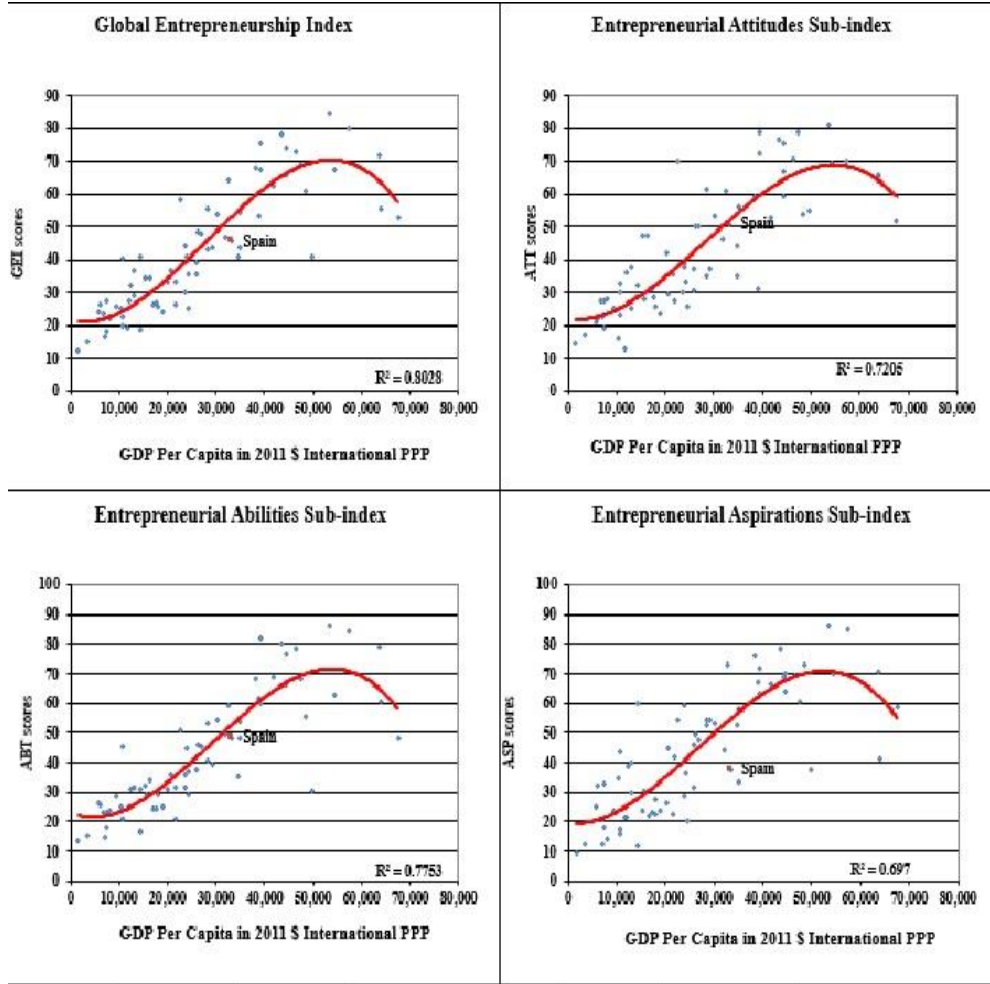 Global Entrepreneurship Index
90
80
70
60
50
40
30
20
10
0
GEI scores
Spain
R² = 0.8028
0 10,000 20,000 30,000 40,000 50,000 60,000 70,000 80,000
GDP Per Capita in 2011 $ International PPP
Entrepreneurial Attitudes Sub-index
90
80
70
60
50
40
30
20
10
0
ATT scores
Spain
R² = 0.7205
0 10,000 20,000 30,000 40,000 50,000 60,000 70,000 80,000
GDP Per Capita in 2011 $ International PPP
Entrepreneurial Abilities Sub-index
100
90
80
70
60
50
40
30
20
10
0
ABT scores
Spain
R² = 0.7753
0 10,000 20,000 30,000 40,000 50,000 60,000 70,000 80,000
GDP Per Capita in 2011 $ International PPP
Entrepreneurial Aspirations Sub-index
100
90
80
70
60
50
40
30
20
10
0
ASP scores
Spain
R² = 0.697
0 10,000 20,000 30,000 40,000 50,000 60,000 70,000 80,000
GDP Per Capita in 2011 $ International PPP